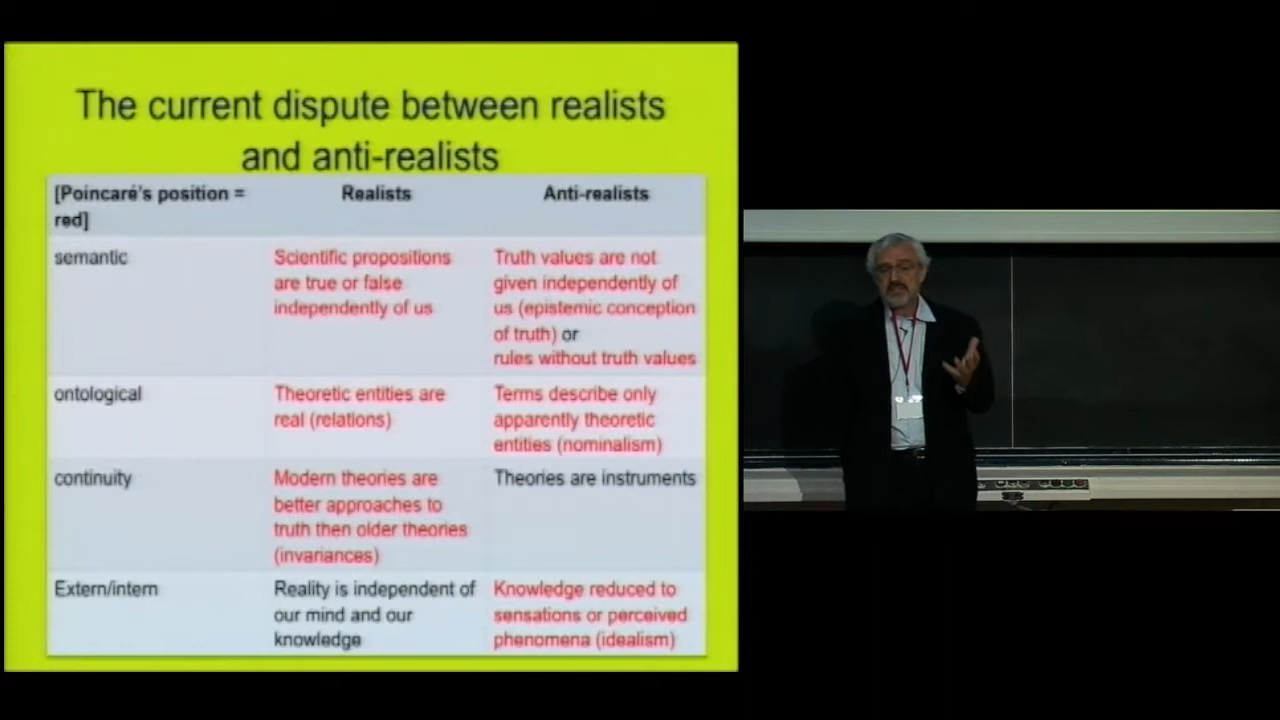 The current dispute between realists
and anti-realists
[Poincaré's position =
red]
Realists
Anti-realists
semantic
Scientific propositions
are true or false
independently of us
Truth values are not
given independently of
us (epistemic conception
of truth) or
rules without truth values
ontological
Theoretic entities are
real (relations)
Terms describe only
apparently theoretic
entities (nominalism)
continuity
Modern theories are
better approaches to
truth then older theories
(invariances)
Theories are instruments
Extern/intern
Reality is independent of
our mind and our
knowledge
Knowledge reduced to
sensations or perceived
phenomena (idealism)